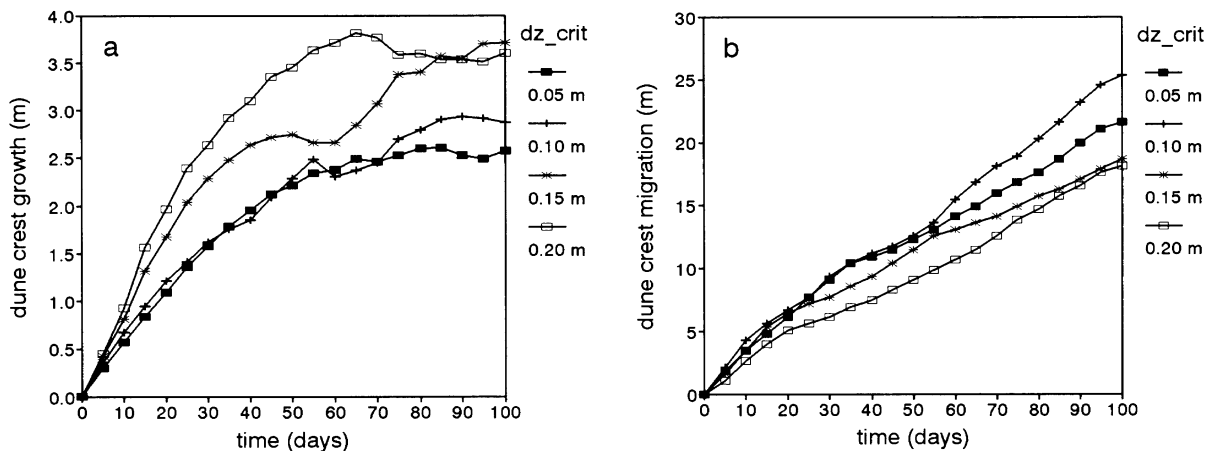 a
dune crest growth (m)
4.0
3.5
3.0
2.5
2.0
1.5
1.0
0.5
0.0
0 10 20 30 40 50 60 70 80 90 100
time (days)
dz_crit
0.05 m
0.10 m
0.15 m
0.20 m
b
dune crest migration (m)
30
25
20
15
10
5
0
0 10 20 30 40 50 60 70 80 90 100
time (days)
dz_crit
0.05 m
0.10 m
0.15 m
0.20 m